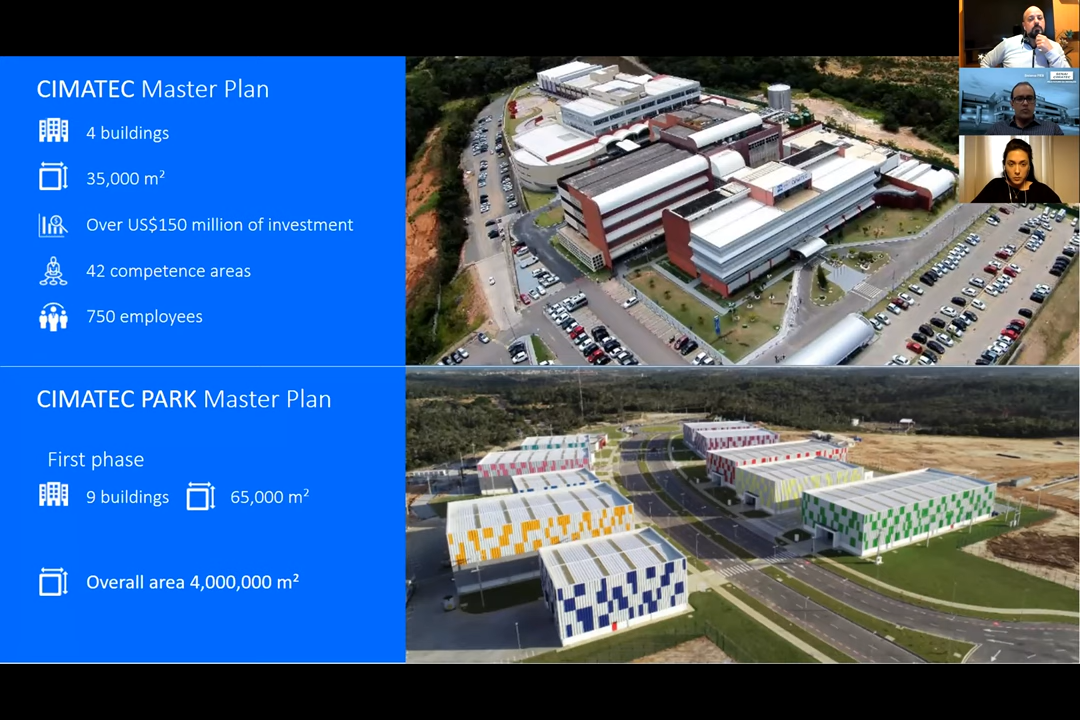 CIMATEC Master Plan
4 buildings
35,000 m²
Over US$150 million of investment
42 competence areas
750 employees
CIMATEC PARK Master Plan
First phase
9 buildings 65,000 m²
Overall area 4,000,000 m²